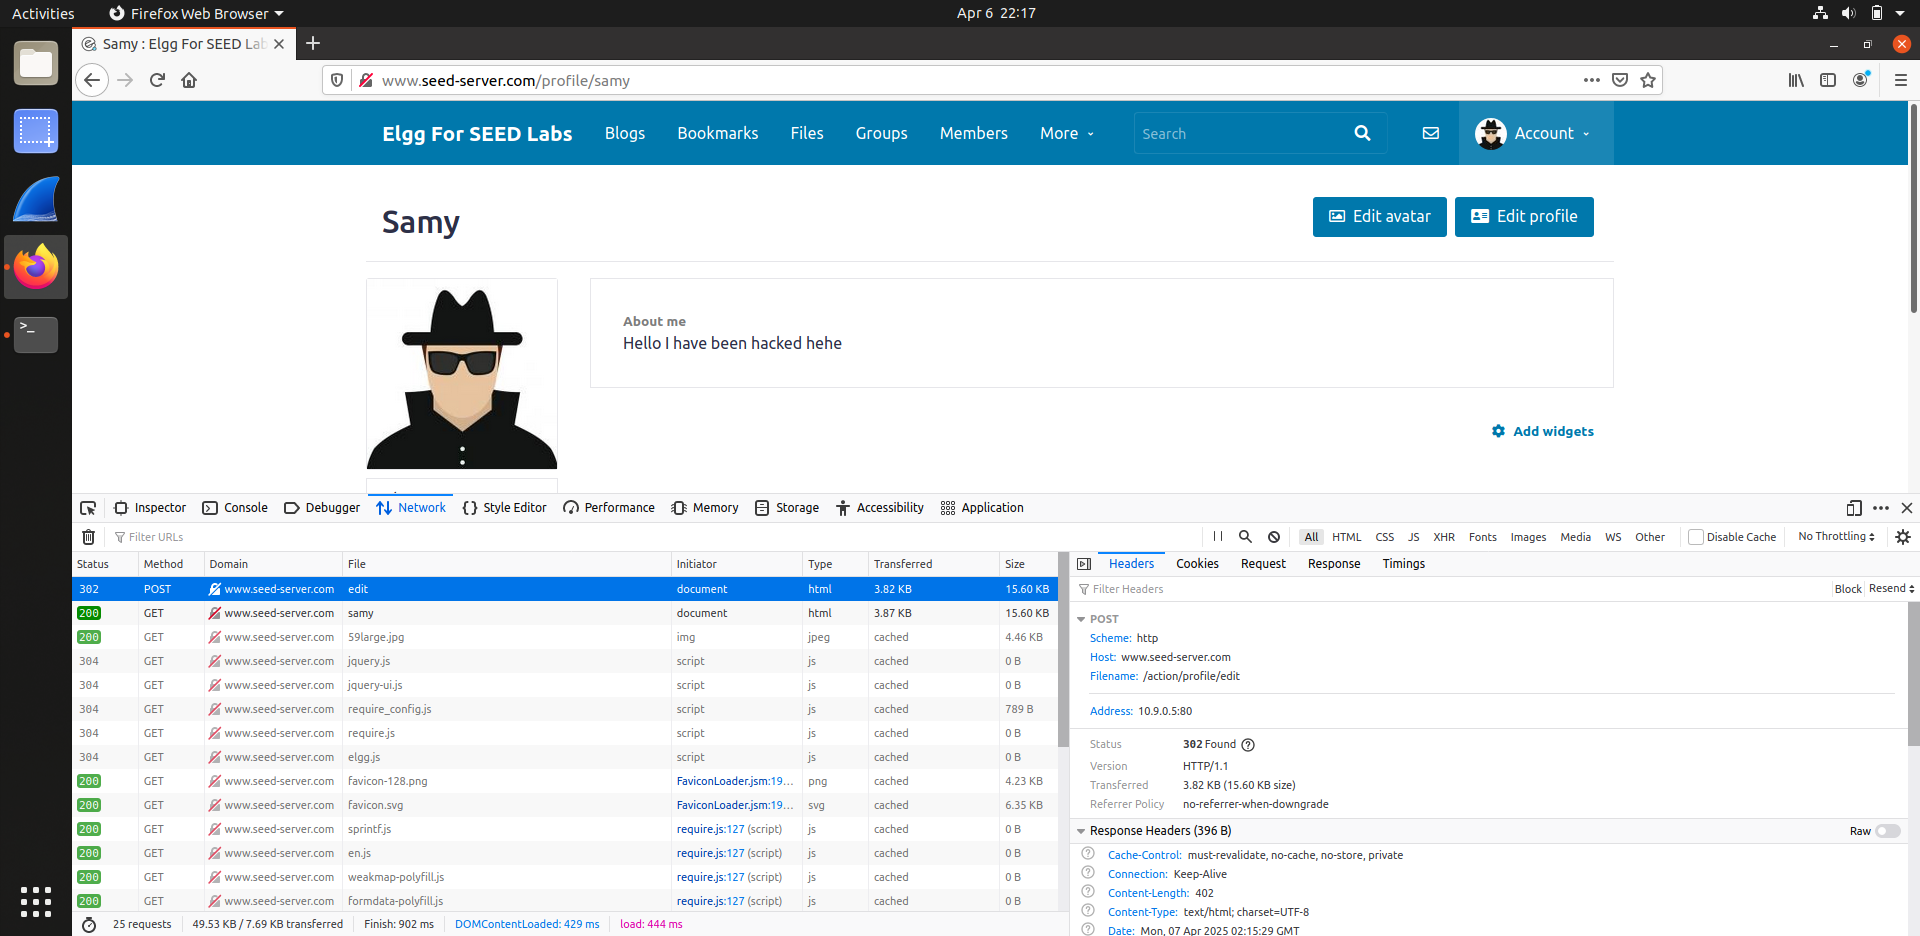 Activities Firefox Web Browser Apr 6 22:17
Samy : Elgg For SEED Lab
www.seed-server.com/profile/samy
Elgg For SEED Labs Blogs Bookmarks Files Groups Members More Search Account
Samy
Edit avatar Edit profile
About me
Hello I have been hacked hehe
Add widgets
Inspector Console Debugger Network Style Editor Performance Memory Storage Accessibility Application
Filter URLs All HTML CSS JS XHR Fonts Images Media WS Other Disable Cache No Throttling
Status Method Domain File Initiator Type Transferred Size
302 POST www.seed-server.com edit document html 3.82 KB 15.60 KB
200 GET www.seed-server.com samy document html 3.87 KB 15.60 KB
200 GET www.seed-server.com 59large.jpg img jpeg cached 4.46 KB
304 GET www.seed-server.com jquery.js script js cached 0 B
304 GET www.seed-server.com jquery-ui.js script js cached 0 B
304 GET www.seed-server.com require_config.js script js cached 789 B
304 GET www.seed-server.com require.js script js cached 0 B
304 GET www.seed-server.com elgg.js script js cached 0 B
200 GET www.seed-server.com favicon-128.png FaviconLoader.jsm:19... png cached 4.23 KB
200 GET www.seed-server.com favicon.svg FaviconLoader.jsm:19... svg cached 6.35 KB
200 GET www.seed-server.com sprintf.js require.js:127 (script) js cached 0 B
200 GET www.seed-server.com en.js require.js:127 (script) js cached 0 B
200 GET www.seed-server.com weakmap-polyfill.js require.js:127 (script) js cached 0 B
200 GET www.seed-server.com formdata-polyfill.js require.js:127 (script) js cached 0 B
25 requests 49.53 KB / 7.69 KB transferred Finish: 902 ms DOMContentLoaded: 429 ms load: 444 ms
Headers Cookies Request Response Timings
Filter Headers Block Resend
POST
Scheme: http
Host: www.seed-server.com
Filename: /action/profile/edit
Address: 10.9.0.5:80
Status 302 Found
Version HTTP/1.1
Transferred 3.82 KB (15.60 KB size)
Referrer Policy no-referrer-when-downgrade
Response Headers (396 B) Raw
Cache-Control: must-revalidate, no-cache, no-store, private
Connection: Keep-Alive
Content-Length: 402
Content-Type: text/html; charset=UTF-8
Date: Mon, 07 Apr 2025 02:15:29 GMT